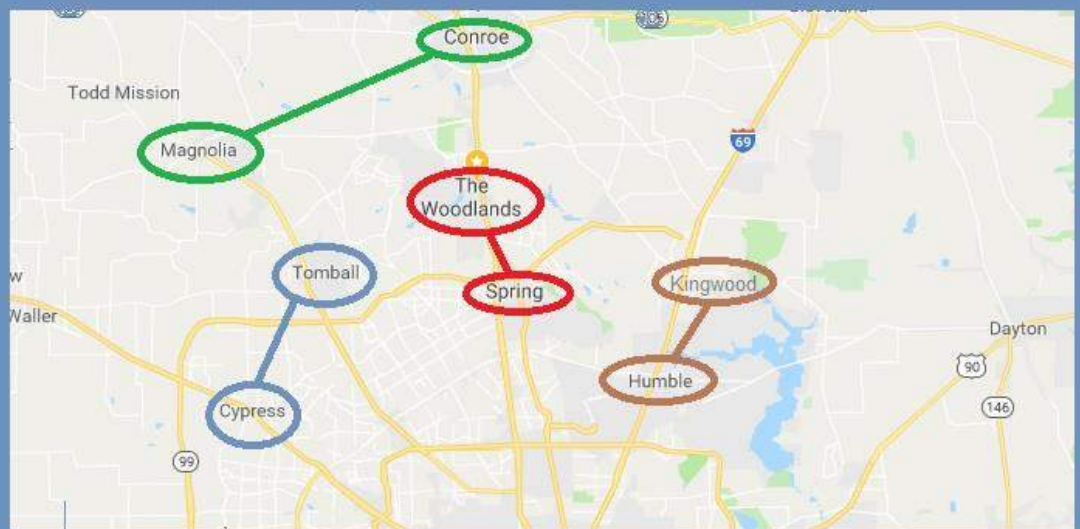 Conroe
Todd Mission
69
Magnolia
The
Woodlands
Tomball
Kingwood
Spring
w
Waller
Dayton
90
Humble
146
Cypress
99